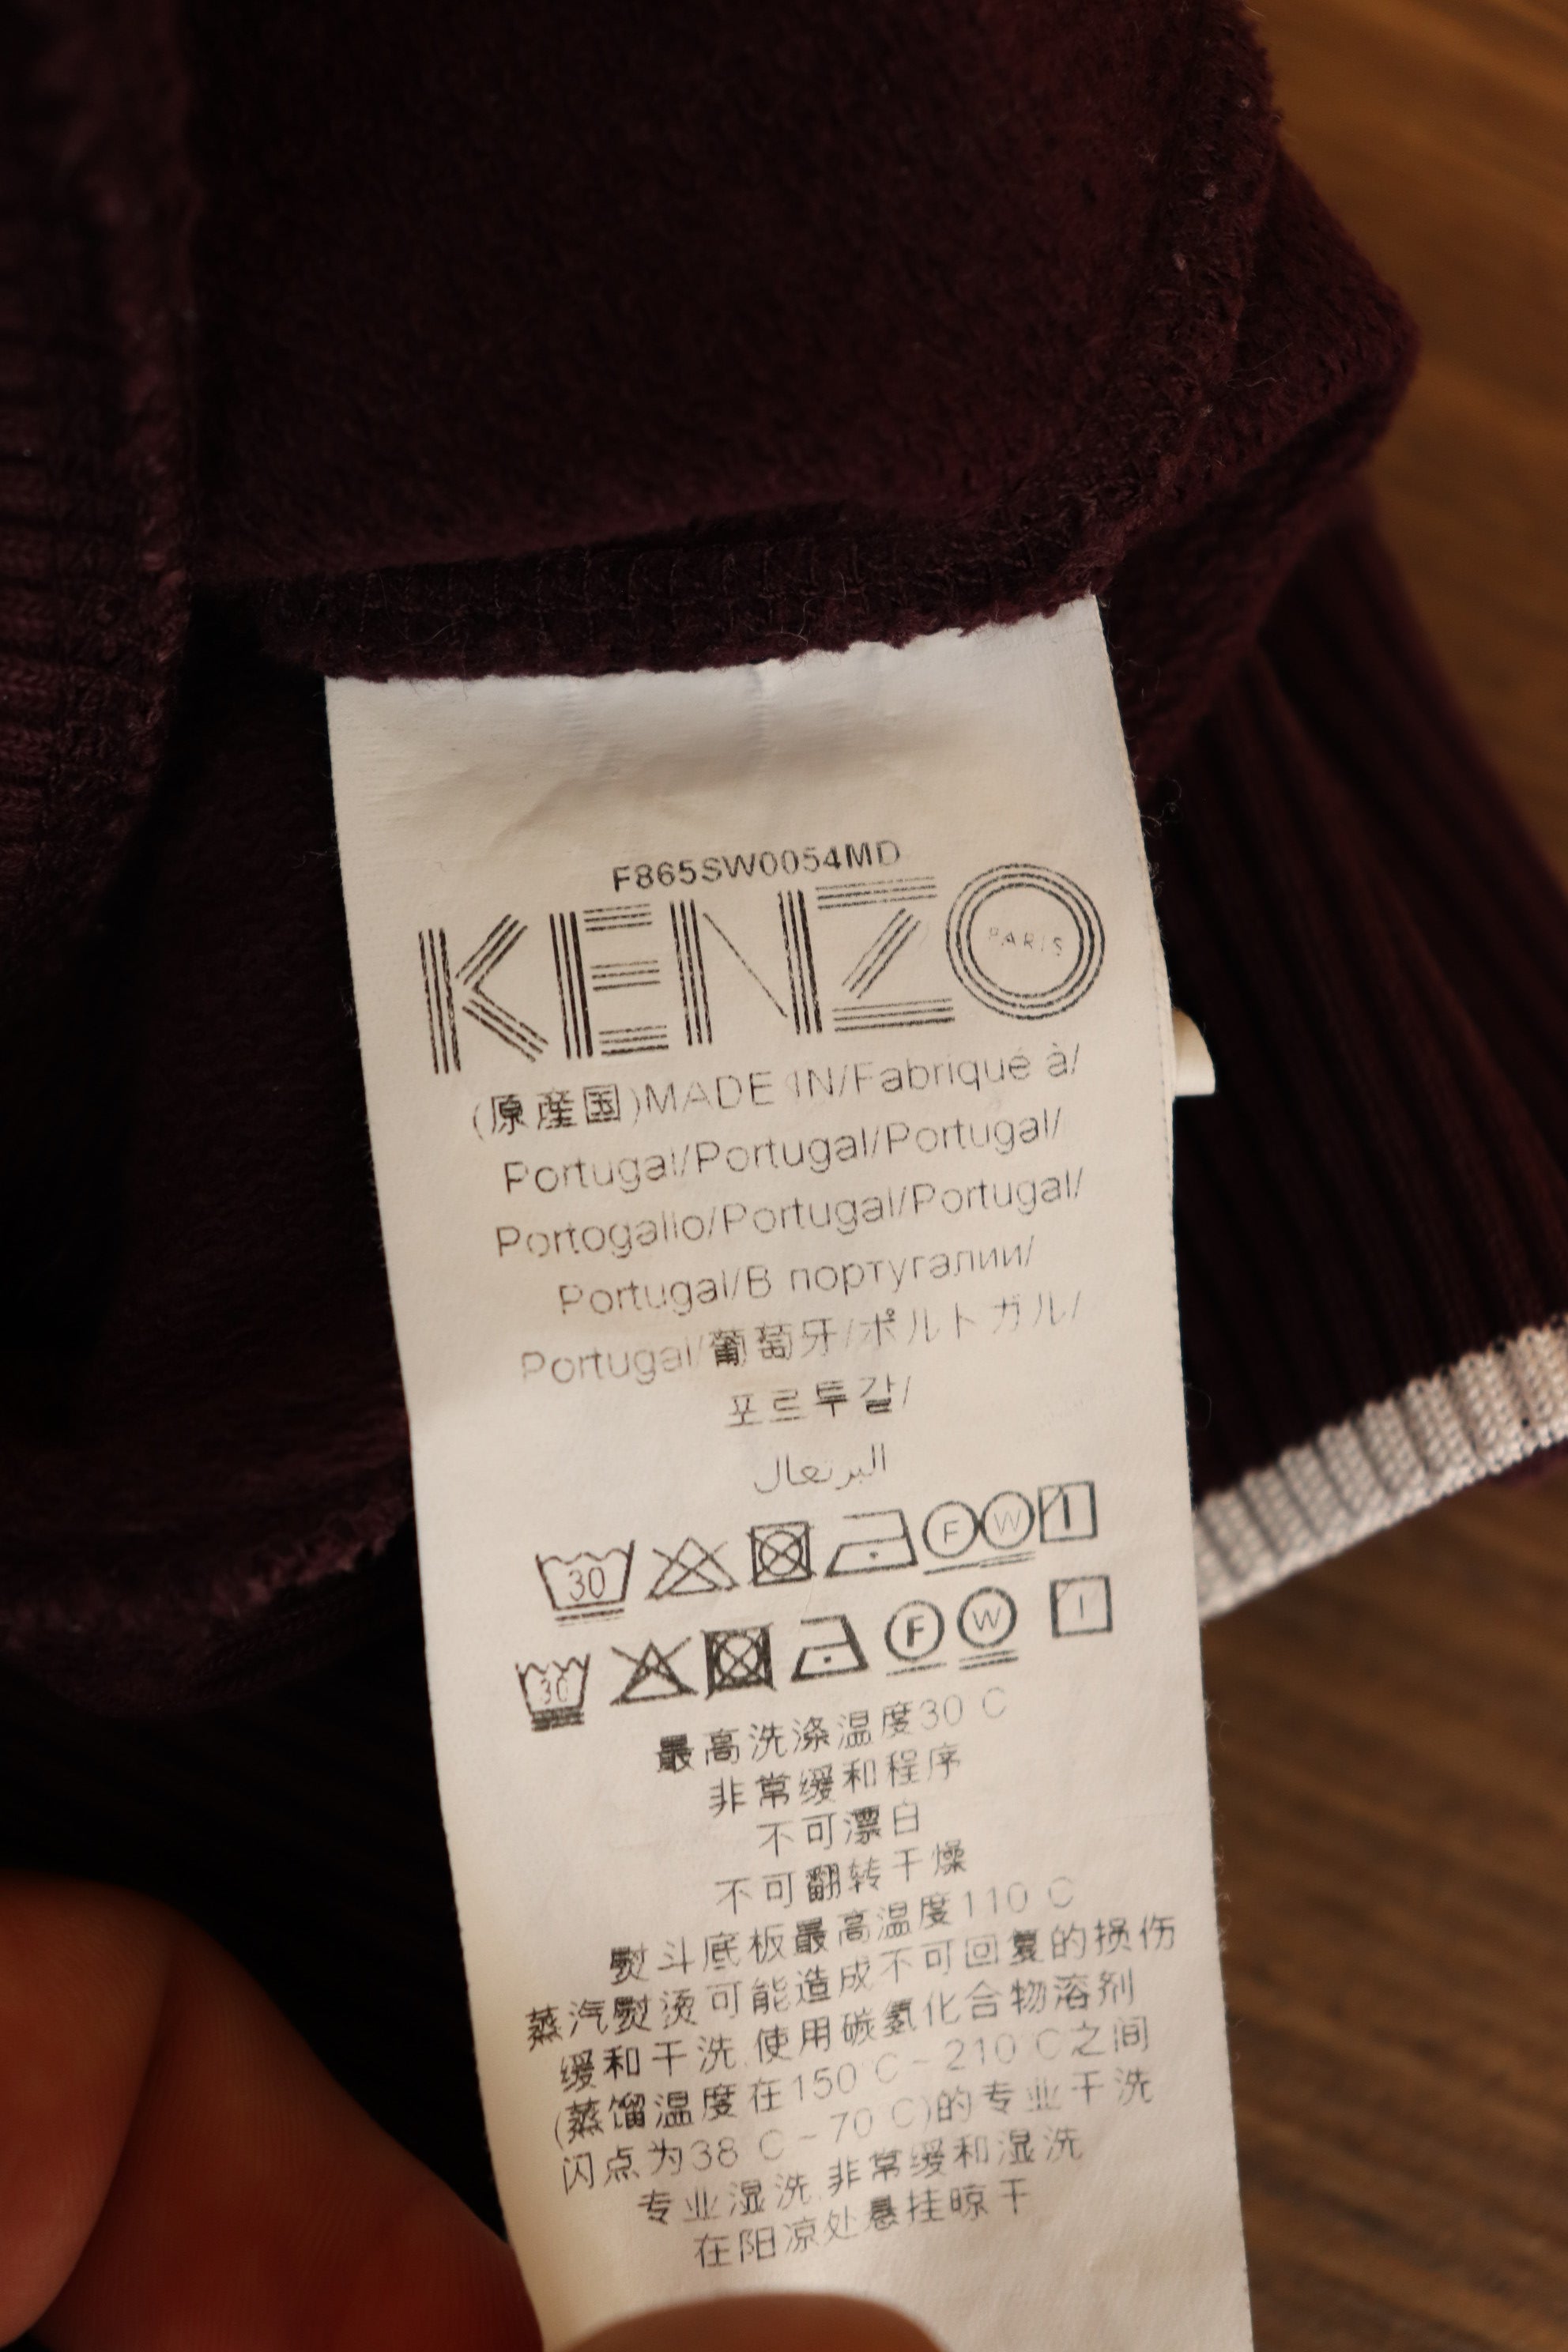 F865SW0054MD
KENZO
PARIS
(原産国)MADE IN/Fabriqué à/
Portugal/Portugal/Portugal/
Portogallo/Portugal/Portugal/
Portugal/В португалии/
Portugal/葡萄牙/ポルトガル/
포르투갈/
البرتغال
30 F W
30 F W
最高洗涤温度30 C
非常缓和程序
不可漂白
不可翻转干燥
熨斗底板最高温度110 C
蒸汽熨烫可能造成不可回复的损伤
缓和干洗,使用碳氢化合物溶剂
(蒸馏温度在150 C - 210 C之间
闪点为38 C - 70 C)的专业干洗
专业湿洗,非常缓和湿洗
在阳凉处悬挂晾干